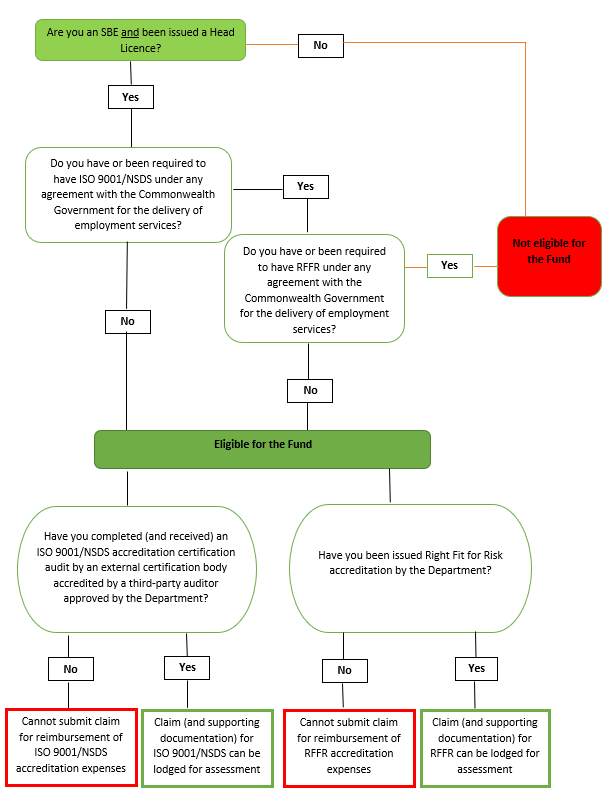 Are you an SBE and been issued a Head
Licence?
No
Yes
Do you have or been required to
have ISO 9001/NSDS under any
agreement with the Commonwealth
Government for the delivery of
employment services?
Yes
Do you have or been required
to have RFFR under any
agreement with the
Commonwealth Government
for the delivery of employment
services?
Yes
Not eligible for
the Fund
No
No
Eligible for the Fund
Have you completed (and received) an
ISO 9001/NSDS accreditation certification
audit by an external certification body
accredited by a third-party auditor
approved by the Department?
Have you been issued Right Fit for Risk
accreditation by the Department?
No
Yes
No
Yes
Cannot submit claim
for reimbursement of
ISO 9001/NSDS
accreditation expenses
Claim (and supporting
documentation) for
ISO 9001/NSDS can be
lodged for assessment
Cannot submit claim
for reimbursement of
RFFR accreditation
expenses
Claim (and supporting
documentation) for
RFFR can be lodged for
assessment